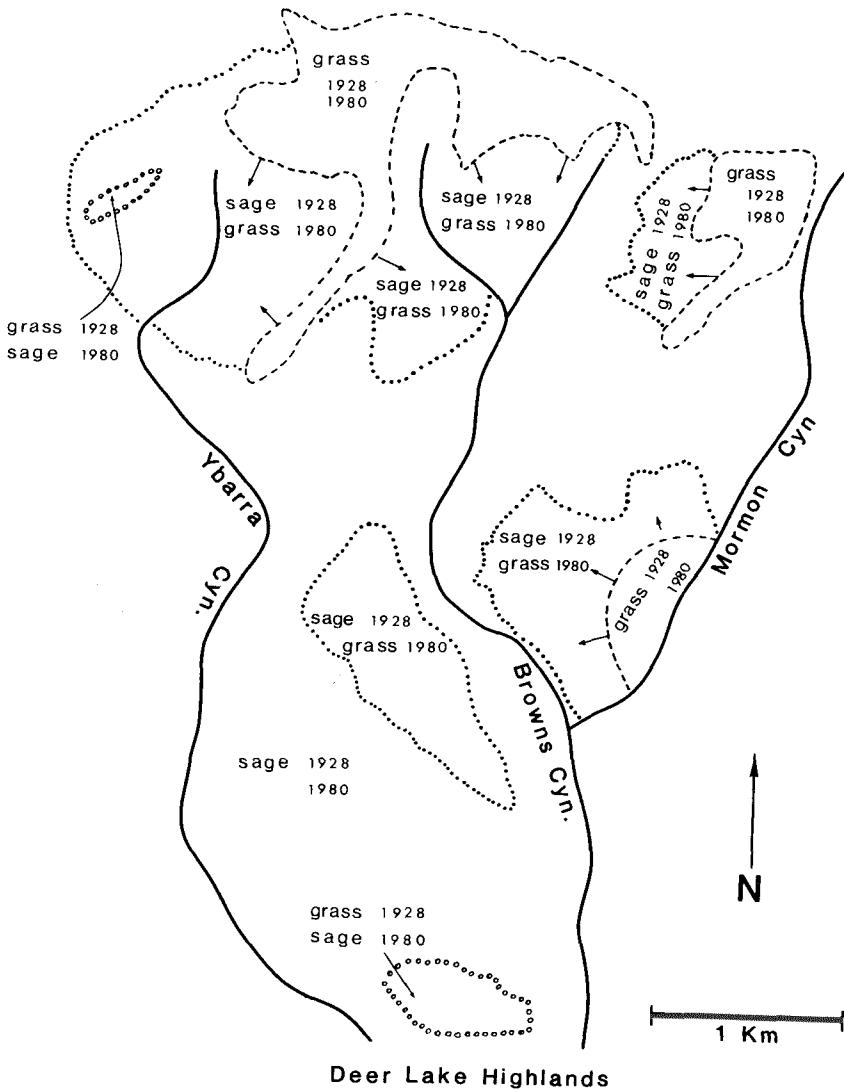 grass
1928
1980
sage 1928
grass 1980
sage 1928
grass 1980
sage 1928
grass 1980
grass
1928
1980
sage 1928
grass 1980
grass 1928
sage 1980
Ybarra
Cyn.
Mormon Cyn
sage 1928
grass 1980
grass 1928
1980
sage 1928
grass 1980
Browns Cyn.
sage 1928
1980
N
grass 1928
sage 1980
1 Km
Deer Lake Highlands